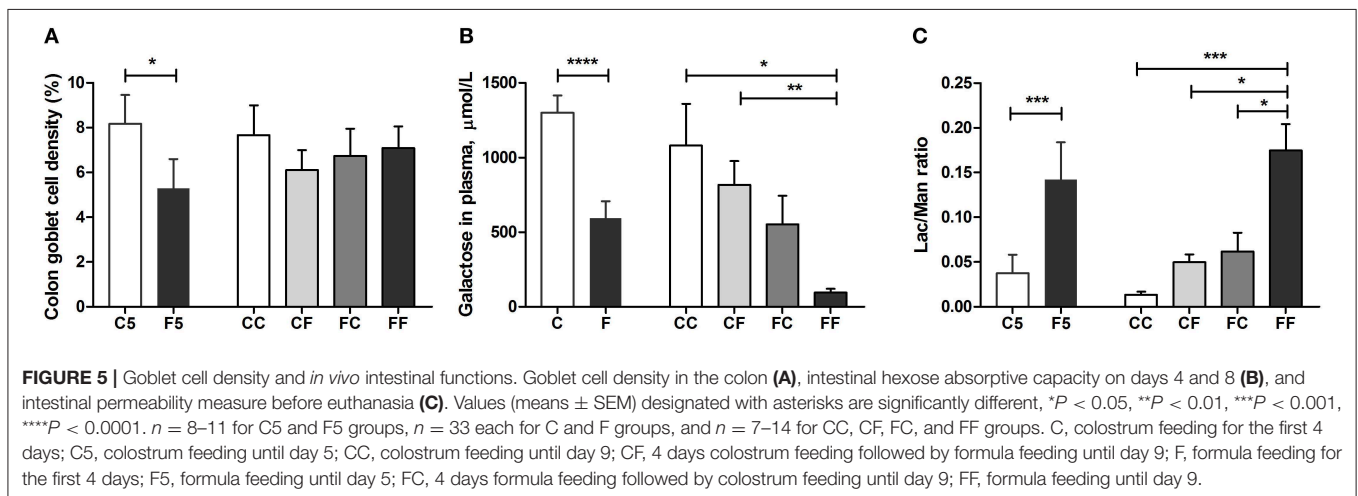 A
Colon goblet cell density (%)
10
8
6
4
2
0
*
C5 F5 CC CF FC FF
B
Galactose in plasma, μmol/L
1500
1000
500
0
****
*
**
C F CC CF FC FF
C
Lac/Man ratio
0.25
0.20
0.15
0.10
0.05
0.00
***
***
*
*
C5 F5 CC CF FC FF
FIGURE 5 | Goblet cell density and in vivo intestinal functions. Goblet cell density in the colon (A), intestinal hexose absorptive capacity on days 4 and 8 (B), and
intestinal permeability measure before euthanasia (C). Values (means ± SEM) designated with asterisks are significantly different, *P < 0.05, **P < 0.01, ***P < 0.001,
****P < 0.0001. n = 8–11 for C5 and F5 groups, n = 33 each for C and F groups, and n = 7–14 for CC, CF, FC, and FF groups. C, colostrum feeding for the first 4
days; C5, colostrum feeding until day 5; CC, colostrum feeding until day 9; CF, 4 days colostrum feeding followed by formula feeding until day 9; F, formula feeding for
the first 4 days; F5, formula feeding until day 5; FC, 4 days formula feeding followed by colostrum feeding until day 9; FF, formula feeding until day 9.